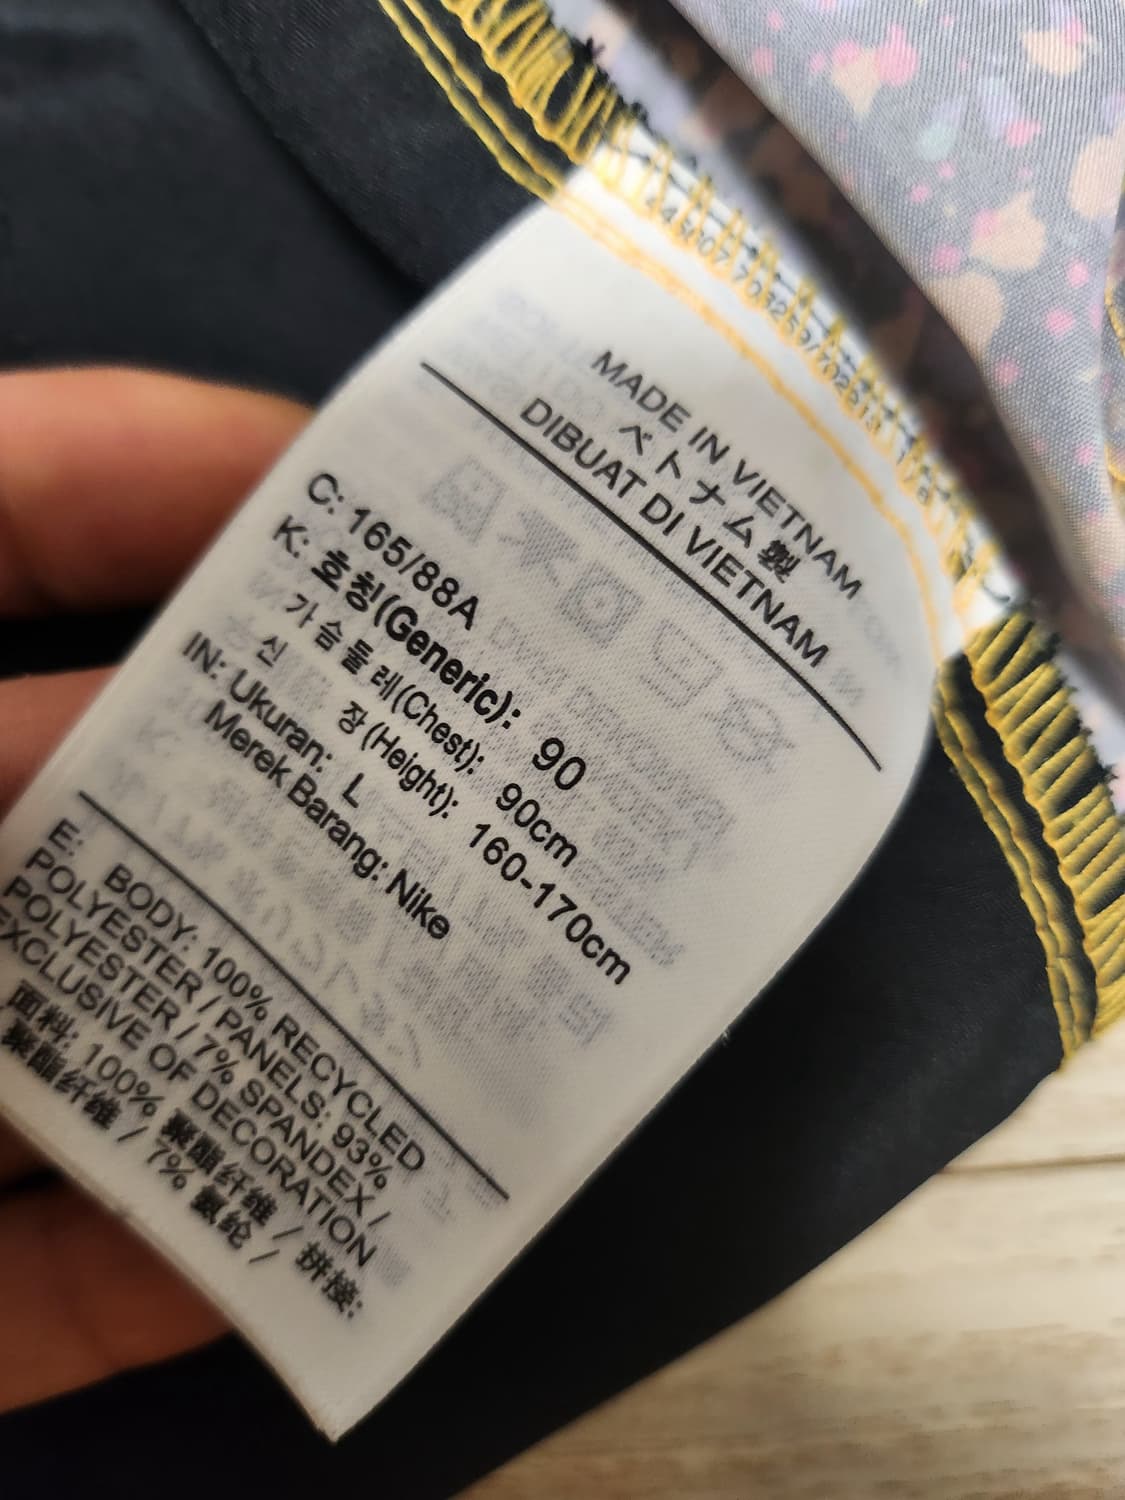 MADE IN VIETNAM
ベトナム製
DIBUAT DI VIETNAM
C: 165/88A
K: 호칭(Generic): 90
가슴둘레(Chest): 90cm
신 장(Height): 160-170cm
IN: Ukuran: L
Merek Barang: Nike
E: BODY: 100% RECYCLED
POLYESTER / PANELS: 93%
POLYESTER / 7% SPANDEX /
EXCLUSIVE OF DECORATION
面料: 100% 聚酯纤维 / 拼接:
聚酯纤维 / 7% 氨纶 /